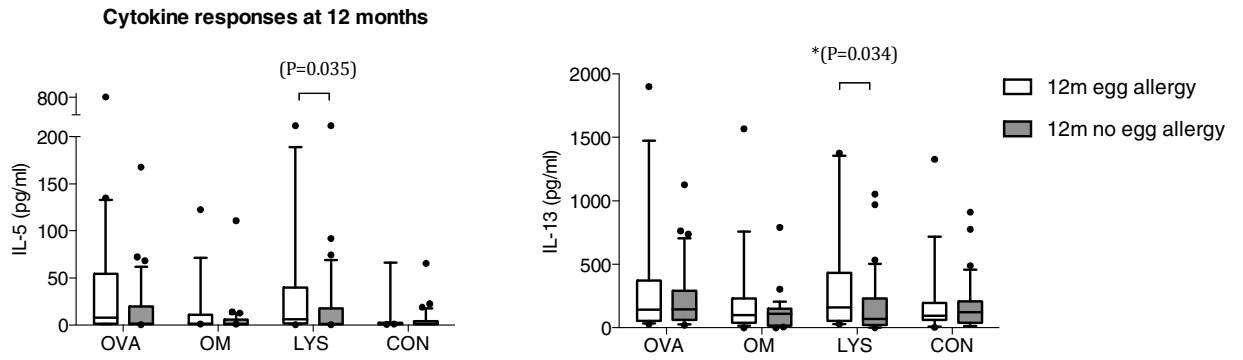 Cytokine responses at 12 months
(P=0.035)
800
200
150
100
50
0
IL-5 (pg/ml)
OVA OM LYS CON
*(P=0.034)
2000
1500
1000
500
0
IL-13 (pg/ml)
OVA OM LYS CON
12m egg allergy
12m no egg allergy